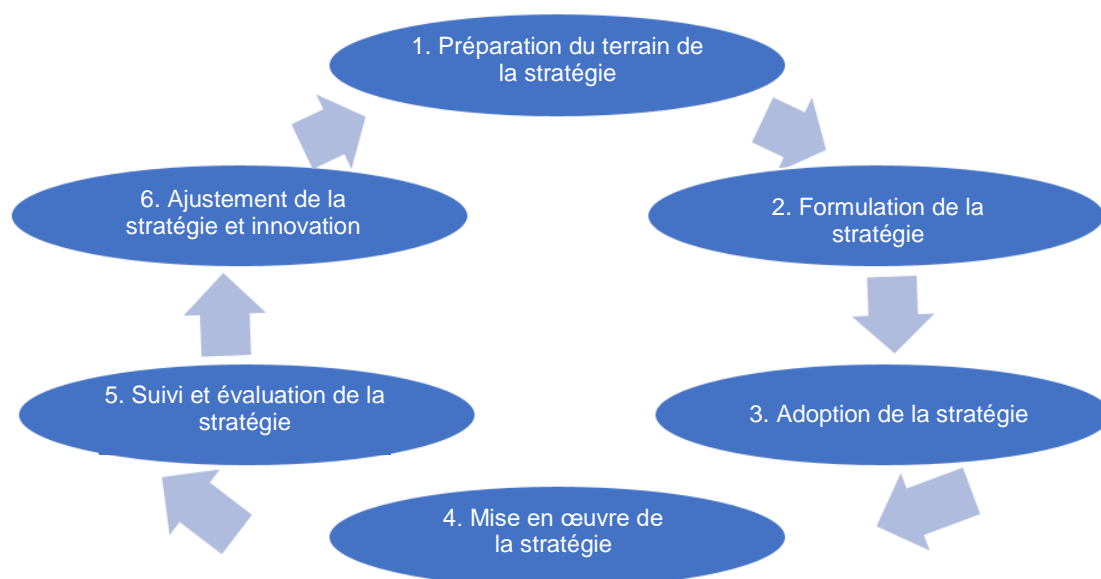 1. Préparation du terrain de
la stratégie
2. Formulation de la
stratégie
3. Adoption de la stratégie
4. Mise en œuvre de
la stratégie
5. Suivi et évaluation de la
stratégie
6. Ajustement de la
stratégie et innovation